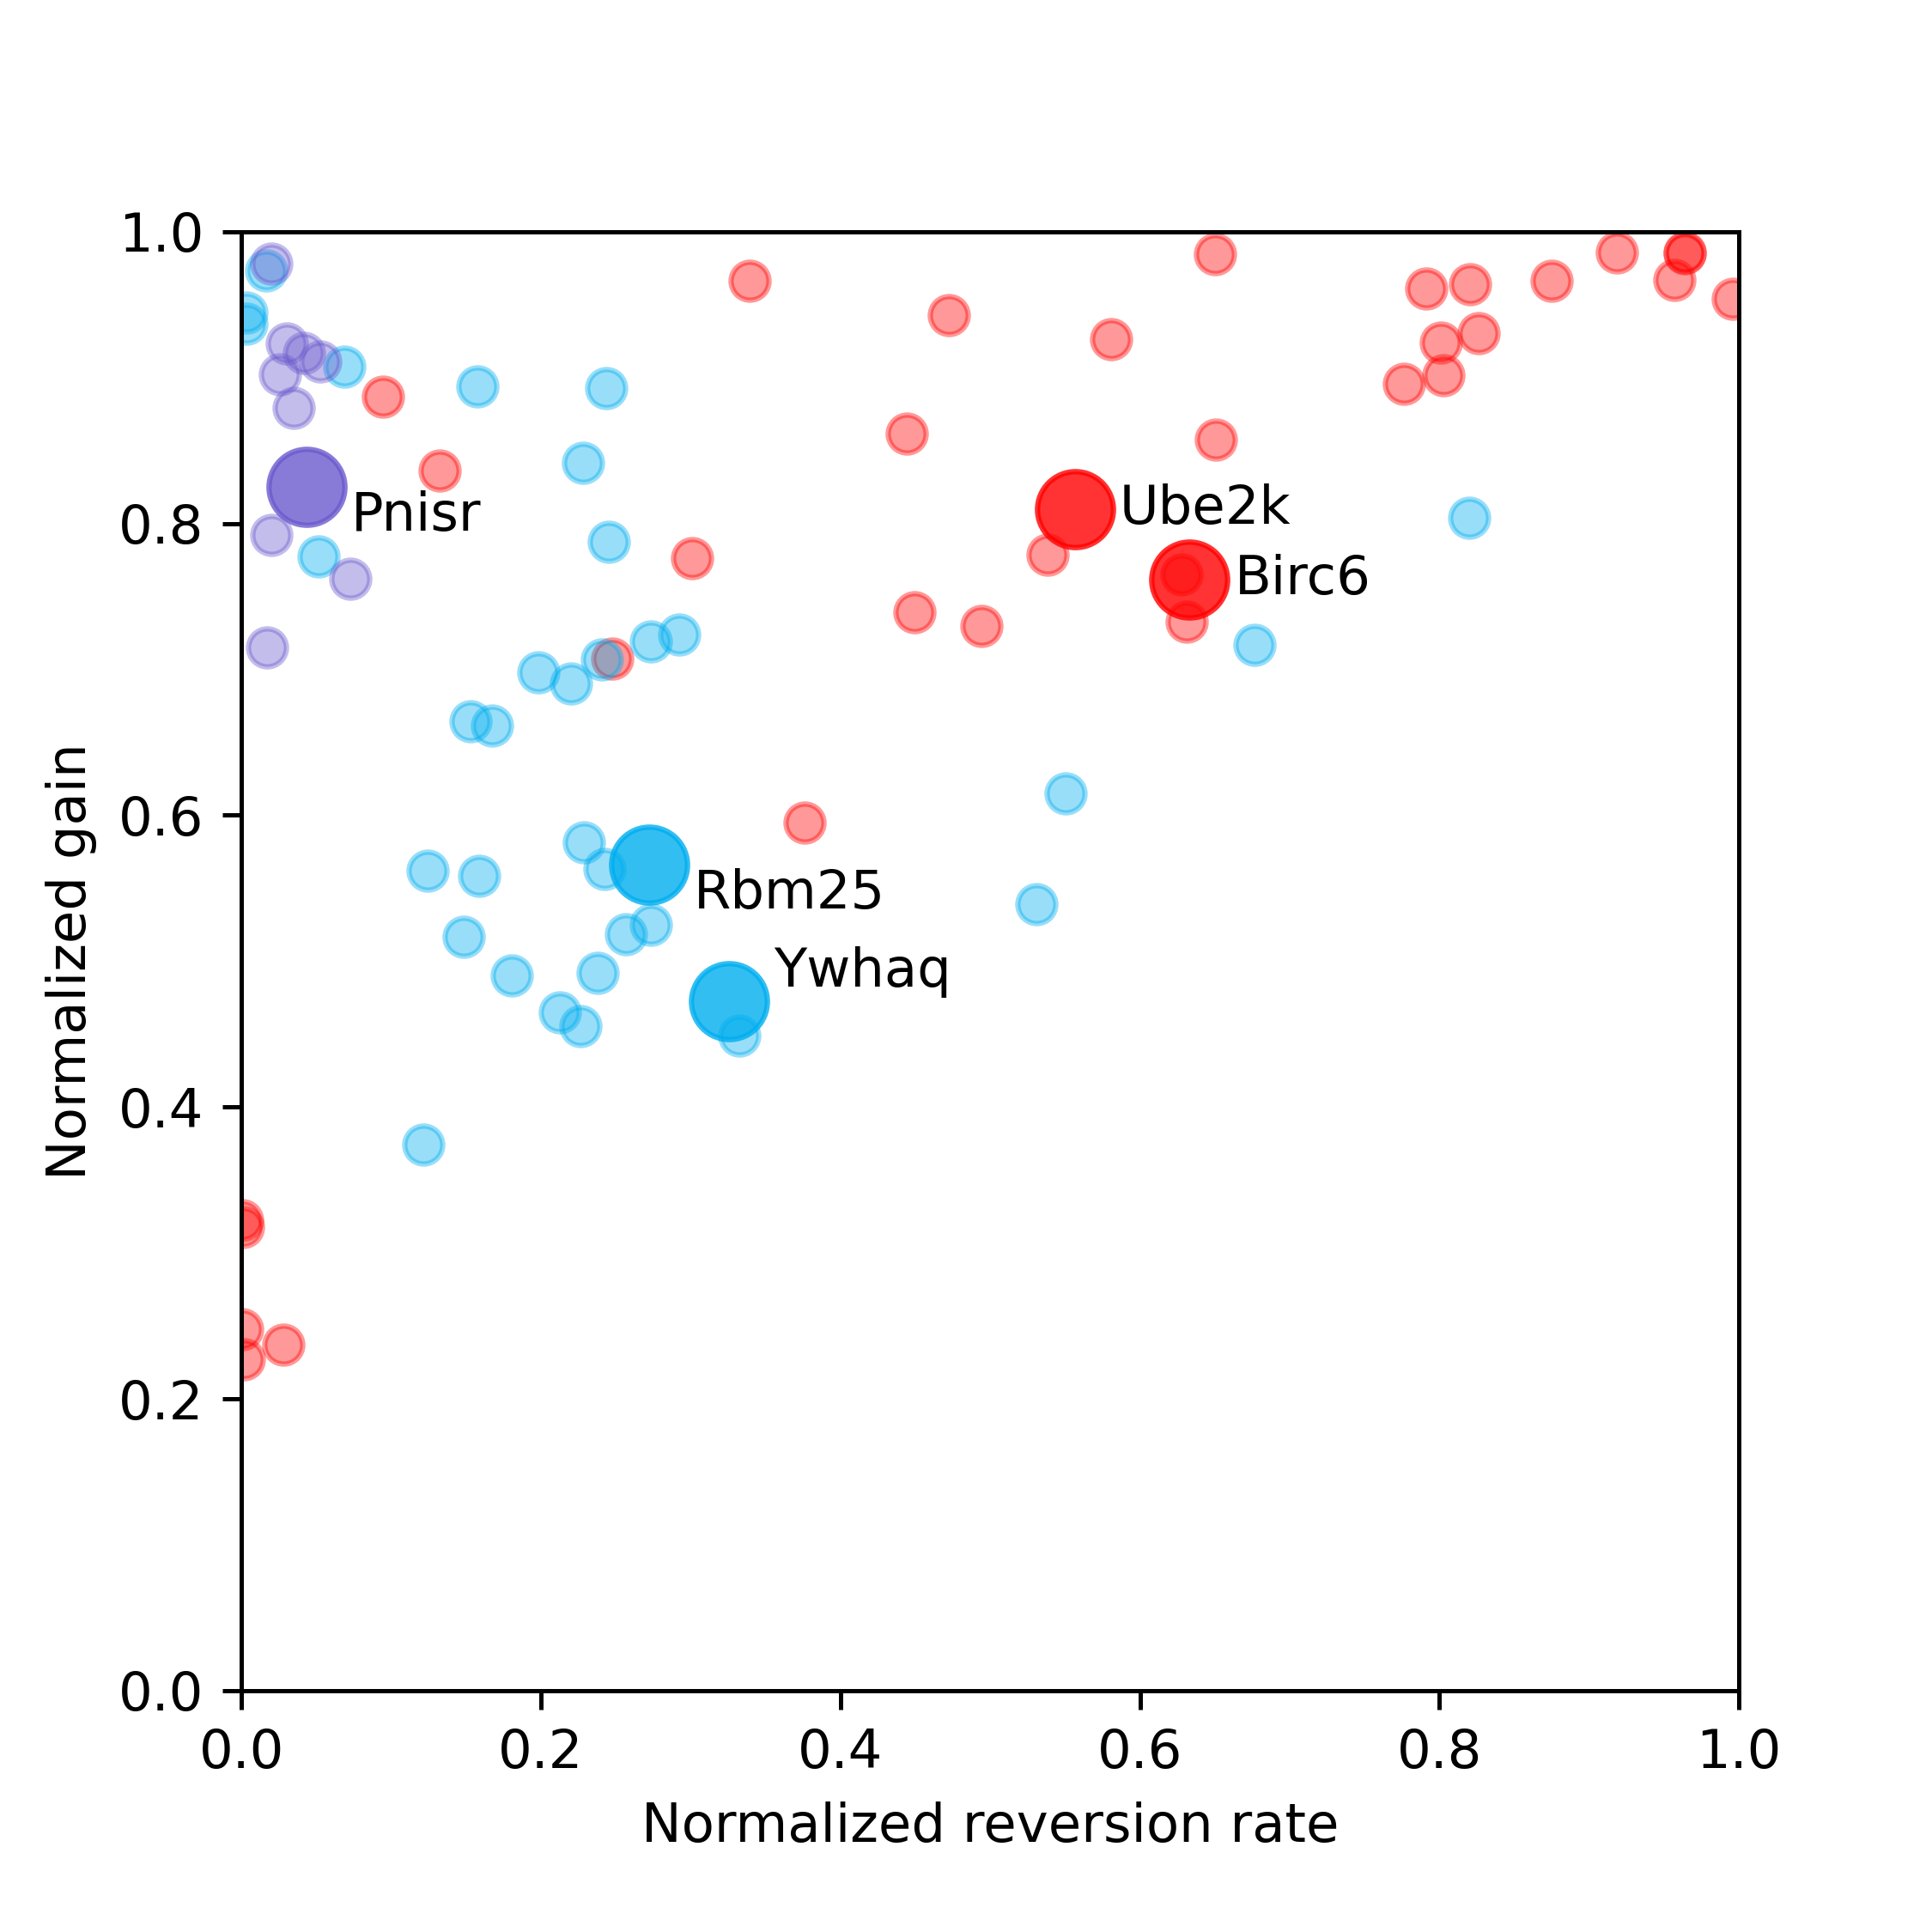 1.0
Pnisr
Ube2k
0.8
Birc6
0.6
Rbm25
Ywhaq
Normalized gain
0.4
0.2
0.0
0.0 0.2 0.4 0.6 0.8 1.0
Normalized reversion rate